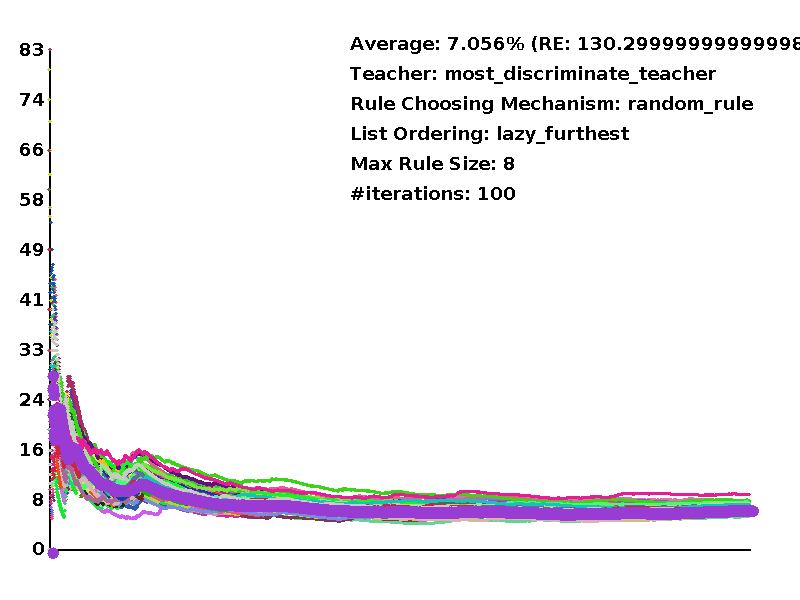 Average: 7.056% (RE: 130.29999999999998
Teacher: most_discriminate_teacher
Rule Choosing Mechanism: random_rule
List Ordering: lazy_furthest
Max Rule Size: 8
#iterations: 100
83
74
66
58
49
41
33
24
16
8
0